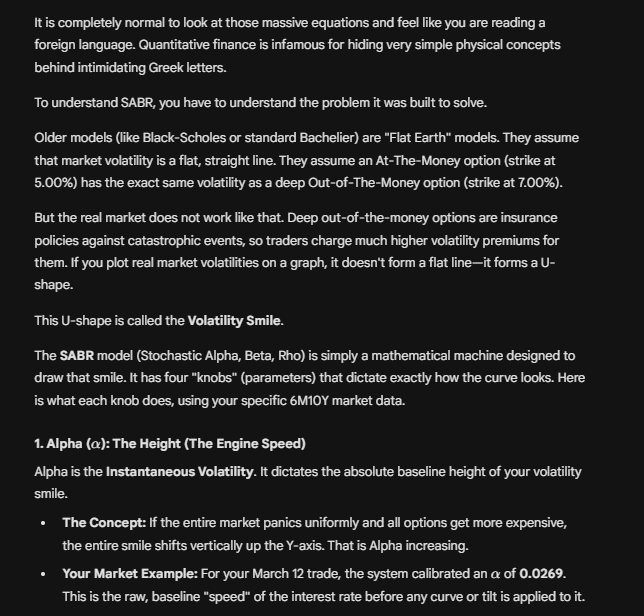 It is completely normal to look at those massive equations and feel like you are reading a
foreign language. Quantitative finance is infamous for hiding very simple physical concepts
behind intimidating Greek letters.
To understand SABR, you have to understand the problem it was built to solve.
Older models (like Black-Scholes or standard Bachelier) are "Flat Earth" models. They assume
that market volatility is a flat, straight line. They assume an At-The-Money option (strike at
5.00%) has the exact same volatility as a deep Out-of-The-Money option (strike at 7.00%).
But the real market does not work like that. Deep out-of-the-money options are insurance
policies against catastrophic events, so traders charge much higher volatility premiums for
them. If you plot real market volatilities on a graph, it doesn't form a flat line—it forms a U-
shape.
This U-shape is called the Volatility Smile.
The SABR model (Stochastic Alpha, Beta, Rho) is simply a mathematical machine designed to
draw that smile. It has four "knobs" (parameters) that dictate exactly how the curve looks. Here
is what each knob does, using your specific 6M10Y market data.
1. Alpha (α): The Height (The Engine Speed)
Alpha is the Instantaneous Volatility. It dictates the absolute baseline height of your volatility
smile.
• The Concept: If the entire market panics uniformly and all options get more expensive,
the entire smile shifts vertically up the Y-axis. That is Alpha increasing.
• Your Market Example: For your March 12 trade, the system calibrated an α of 0.0269.
This is the raw, baseline "speed" of the interest rate before any curve or tilt is applied to it.